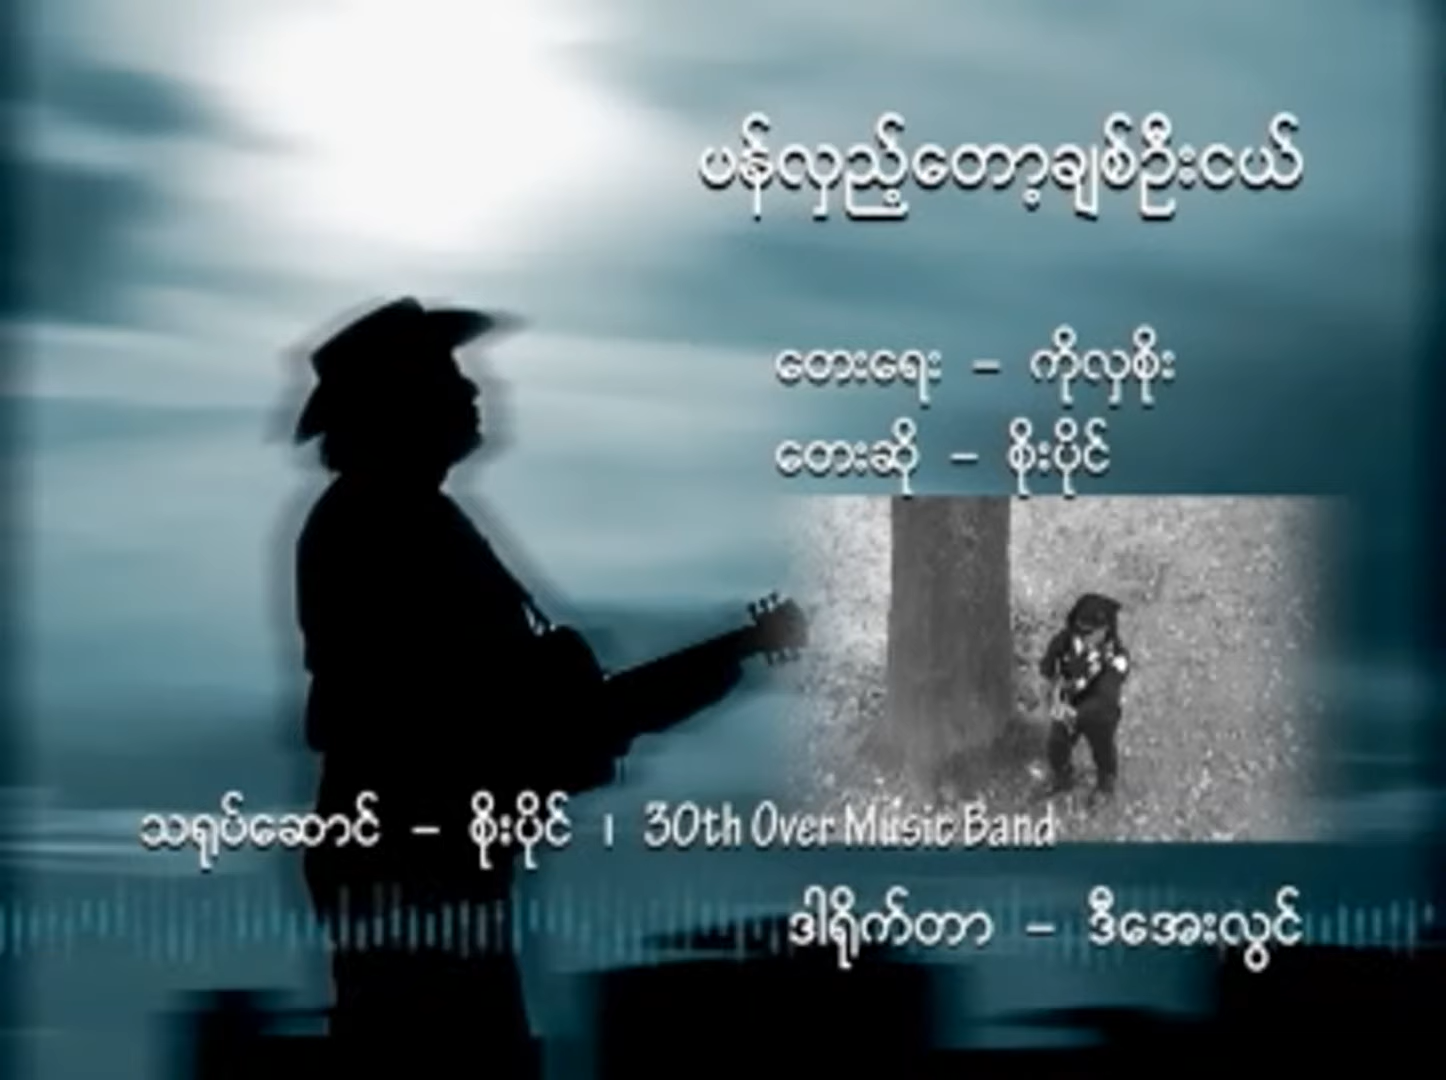 ပန်လှည့်တော့ချစ်ဦးငယ်
တေးရေး – ကိုလှစိုး
တေးဆို – စိုးပိုင်
သရုပ်ဆောင် – စိုးပိုင် ၊ 30th Over Music Band
ဒါရိုက်တာ – ဒီအေးလွင်